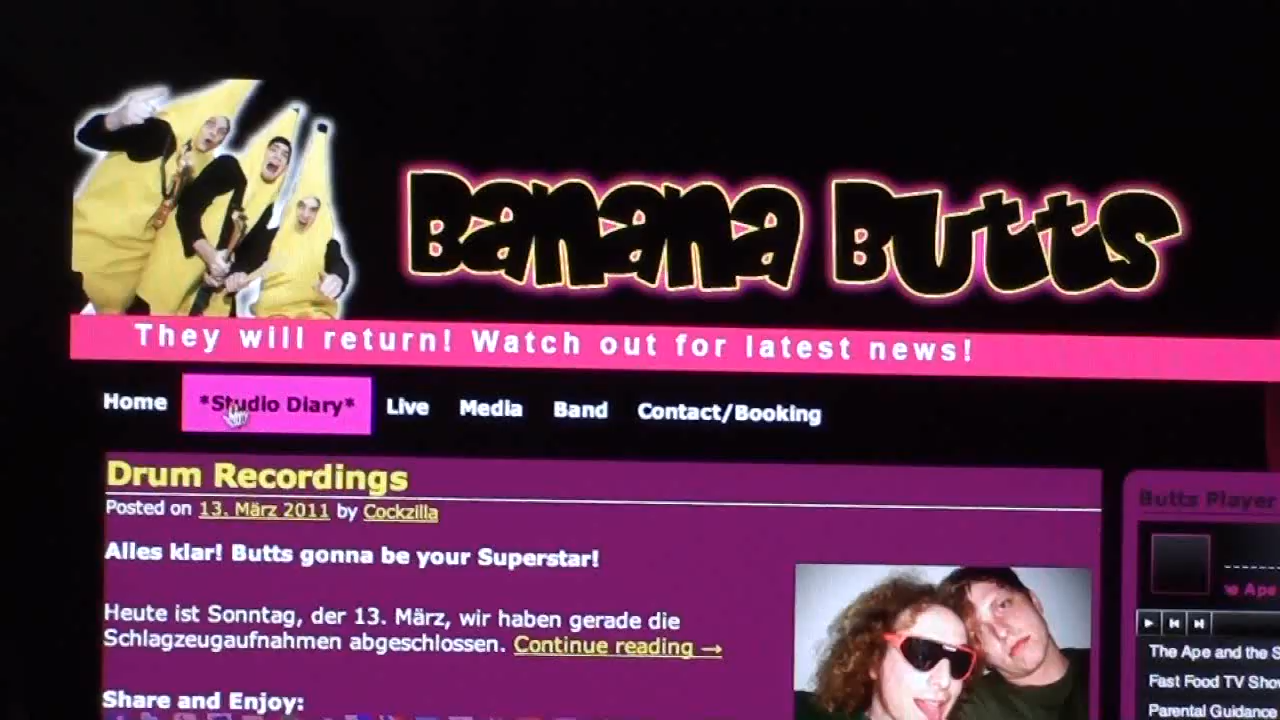 Banana Butts
They will return! Watch out for latest news!
Home *Studio Diary* Live Media Band Contact/Booking
Drum Recordings
Posted on 13. März 2011 by Cockzilla
Alles klar! Butts gonna be your Superstar!
Heute ist Sonntag, der 13. März, wir haben gerade die
Schlagzeugaufnahmen abgeschlossen. Continue reading →
Share and Enjoy:
Butts Player
Ape
The Ape and the S
Fast Food TV Show
Parental Guidance